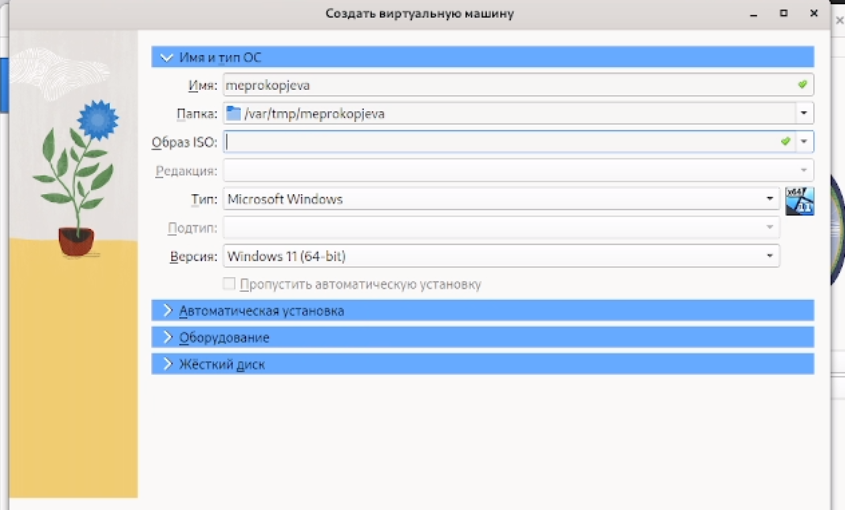 Создать виртуальную машину
Имя и тип ОС
Имя: meprokopjeva
Папка: /var/tmp/meprokopjeva
Образ ISO:
Редакция:
Тип: Microsoft Windows
x64
11
Подтип:
Версия: Windows 11 (64-bit)
Пропустить автоматическую установку
Автоматическая установка
Оборудование
Жёсткий диск